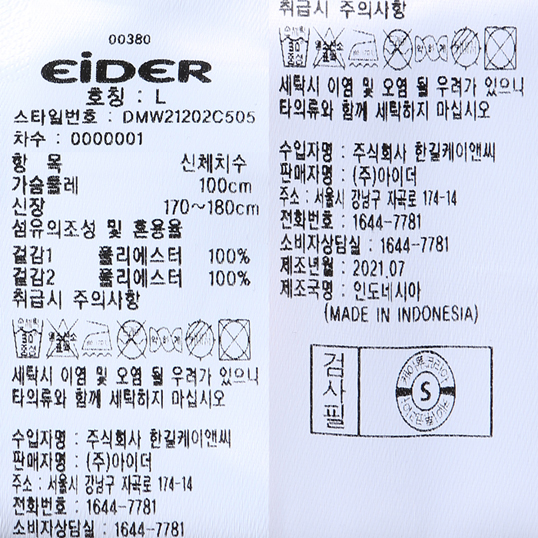 00380
EiDER
호칭 : L
스타일번호 : DMW21202C505
차수 : 0000001
항 목 신체치수
가슴둘레 100cm
신장 170~180cm
섬유의조성 및 혼용율
겉감1 폴리에스터 100%
겉감2 폴리에스터 100%
취급시 주의사항
30
중성
세탁시 이염 및 오염 될 우려가 있으니
타의류와 함께 세탁하지 마십시오
수입자명 : 주식회사 한길케이앤씨
판매자명 : (주)아이더
주소 : 서울시 강남구 자곡로 174-14
전화번호 : 1644-7781
소비자상담실 : 1644-7781
취급시 주의사항
30
중성
세탁시 이염 및 오염 될 우려가 있으니
타의류와 함께 세탁하지 마십시오
수입자명 : 주식회사 한길케이앤씨
판매자명 : (주)아이더
주소 : 서울시 강남구 자곡로 174-14
전화번호 : 1644-7781
소비자상담실 : 1644-7781
제조년월 : 2021.07
제조국명 : 인도네시아
(MADE IN INDONESIA)
검사필
S